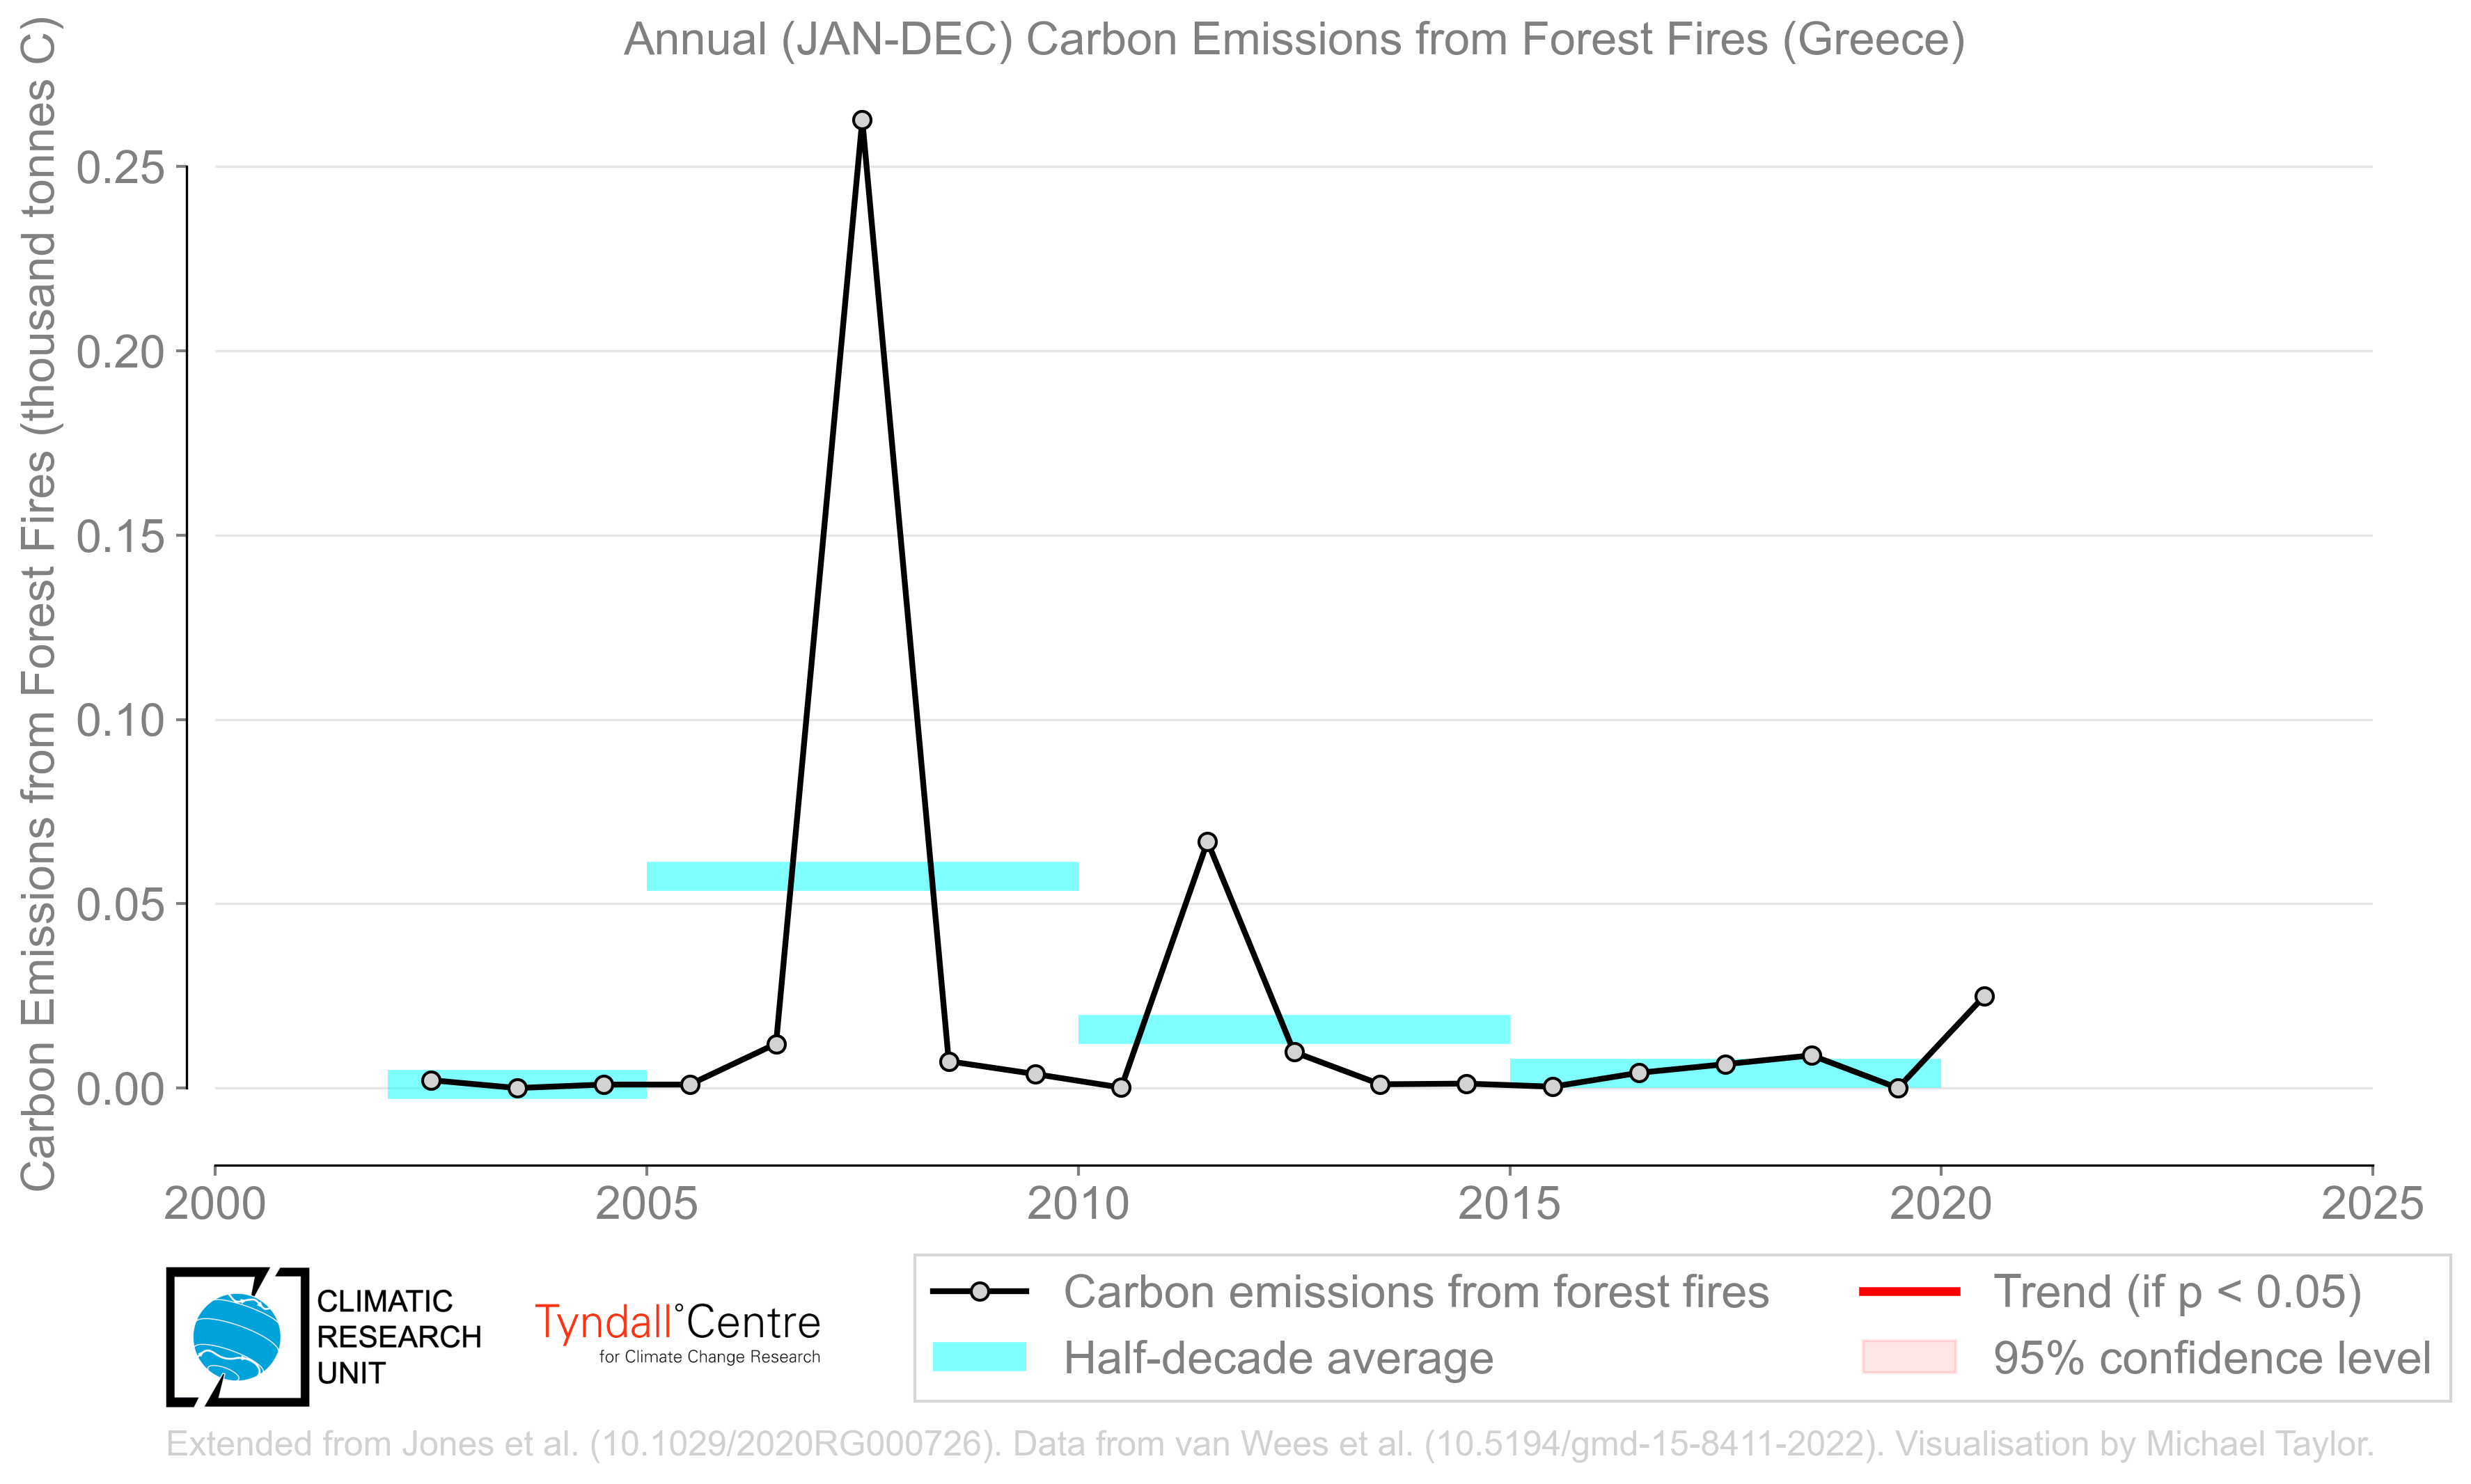 Annual (JAN-DEC) Carbon Emissions from Forest Fires (Greece)
Carbon Emissions from Forest Fires (thousand tonnes C)
0.25
0.20
0.15
0.10
0.05
0.00
2000 2005 2010 2015 2020 2025
CLIMATIC
RESEARCH
UNIT
Tyndall°Centre
for Climate Change Research
Carbon emissions from forest fires
Half-decade average
Trend (if p < 0.05)
95% confidence level
Extended from Jones et al. (10.1029/2020RG000726). Data from van Wees et al. (10.5194/gmd-15-8411-2022). Visualisation by Michael Taylor.